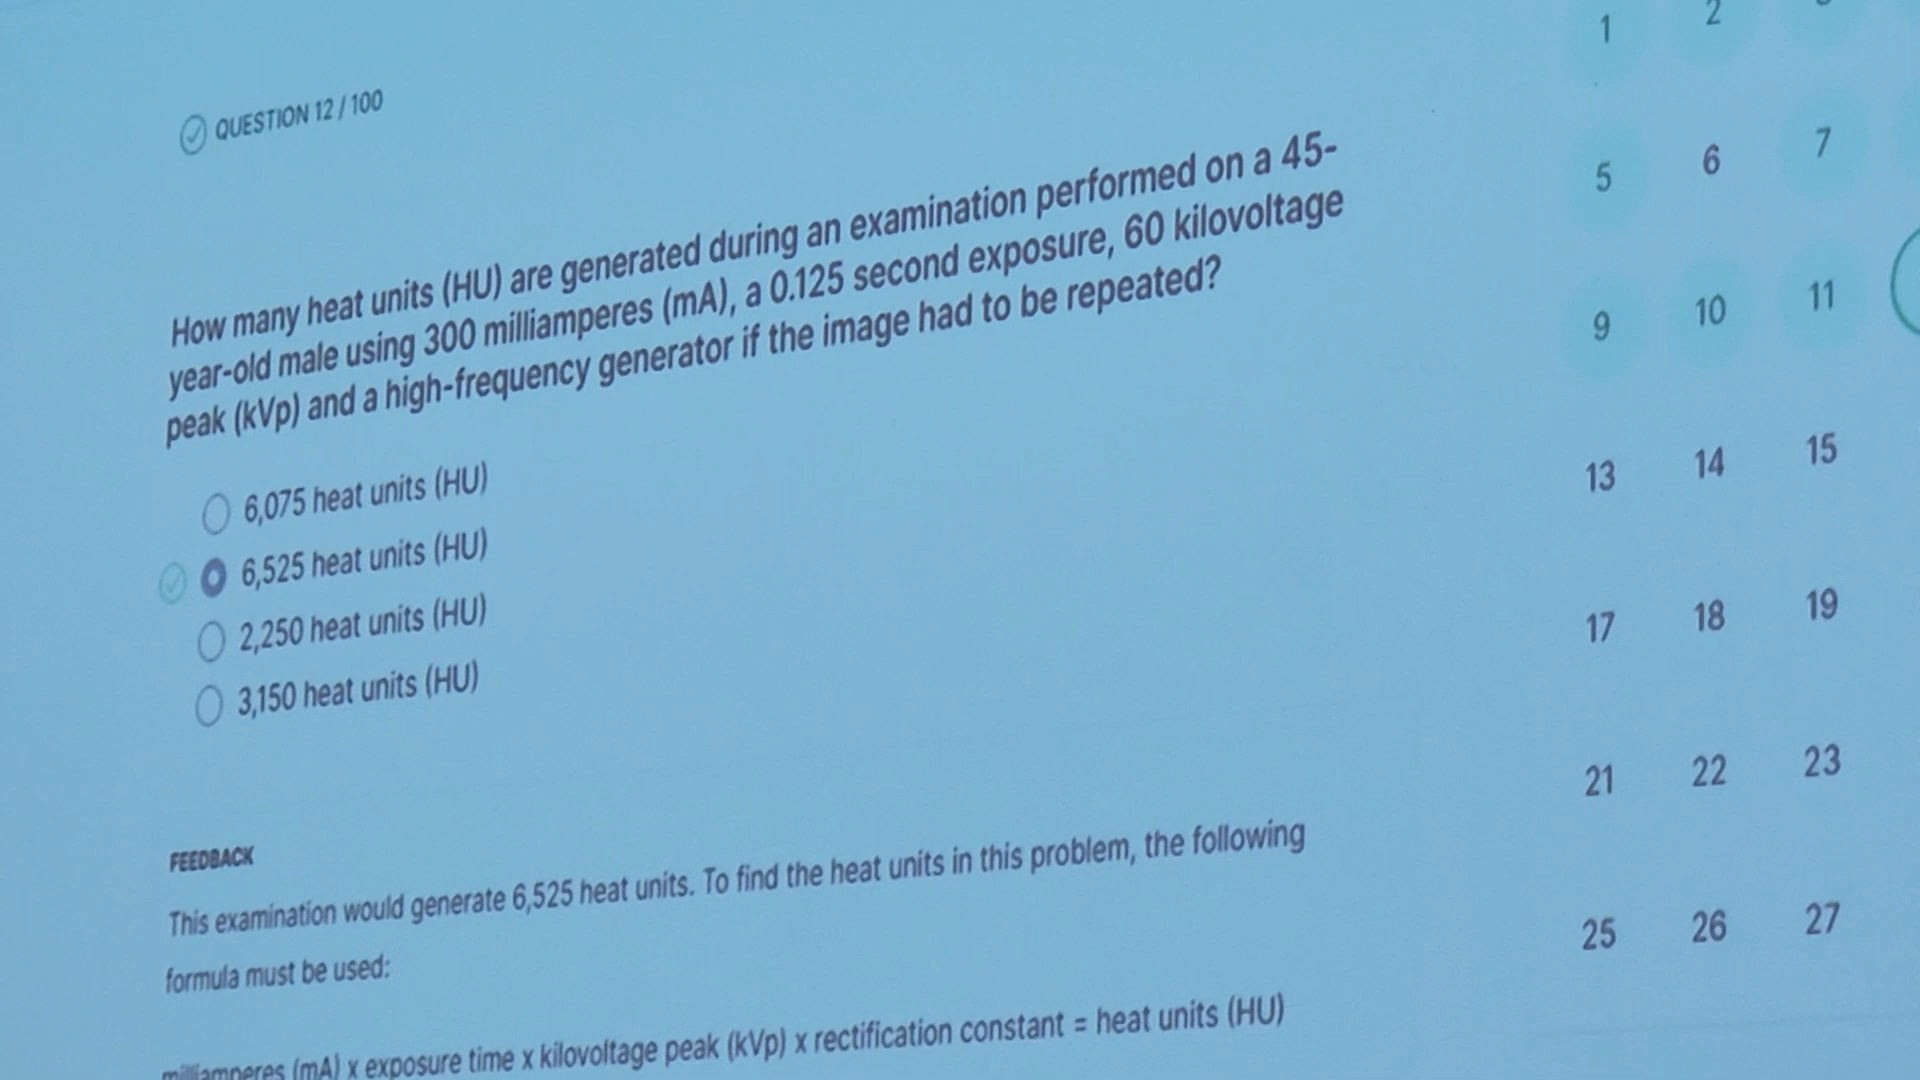 QUESTION 12 / 100
How many heat units (HU) are generated during an examination performed on a 45-
year-old male using 300 milliamperes (mA), a 0.125 second exposure, 60 kilovoltage
peak (kVp) and a high-frequency generator if the image had to be repeated?
6,075 heat units (HU)
6,525 heat units (HU)
2,250 heat units (HU)
3,150 heat units (HU)
FEEDBACK
This examination would generate 6,525 heat units. To find the heat units in this problem, the following
formula must be used:
milliamperes (mA) x exposure time x kilovoltage peak (kVp) x rectification constant = heat units (HU)
1 2
5 6 7
9 10 11
13 14 15
17 18 19
21 22 23
25 26 27